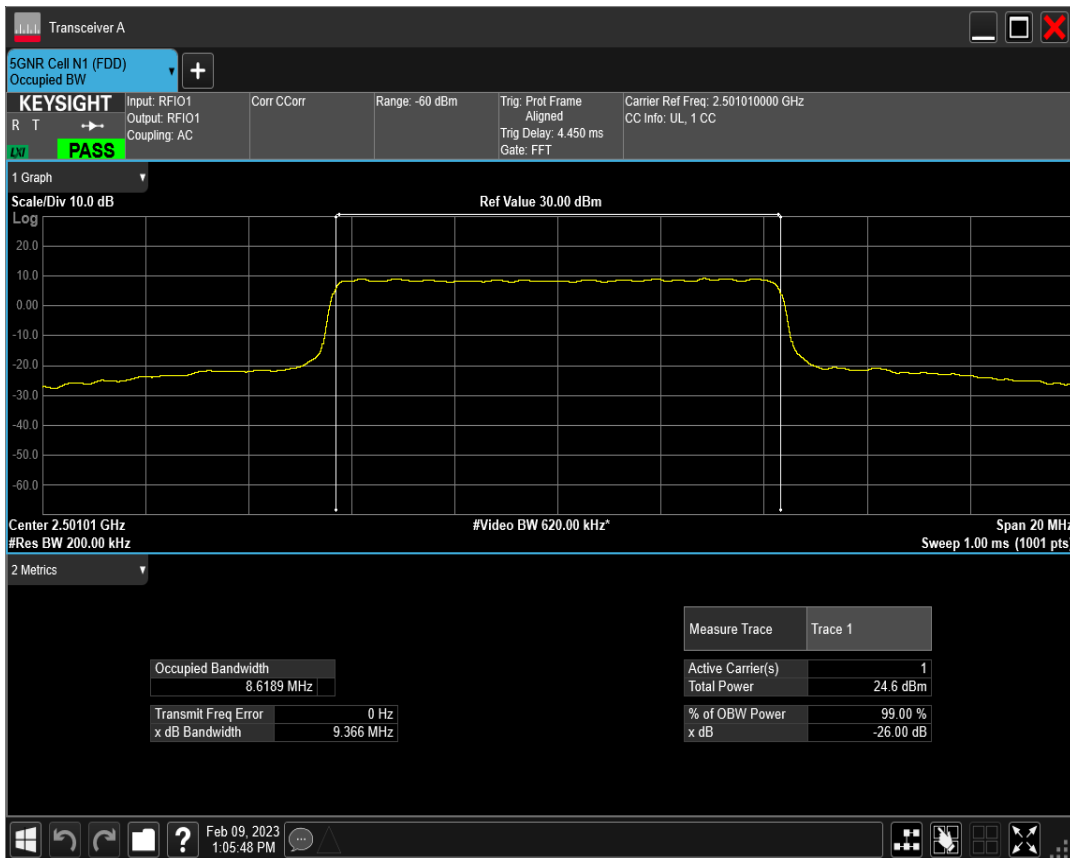 Transceiver A
5GNR Cell N1 (FDD)
Occupied BW
+
KEYSIGHT
R T
LXI
PASS
Input: RFIO1
Output: RFIO1
Coupling: AC
Corr CCorr
Range: -60 dBm
Trig: Prot Frame
Aligned
Trig Delay: 4.450 ms
Gate: FFT
Carrier Ref Freq: 2.501010000 GHz
CC Info: UL, 1 CC
1 Graph
Scale/Div 10.0 dB
Ref Value 30.00 dBm
Log
20.0
10.0
0.00
-10.0
-20.0
-30.0
-40.0
-50.0
-60.0
Center 2.50101 GHz
#Video BW 620.00 kHz*
Span 20 MHz
#Res BW 200.00 kHz
Sweep 1.00 ms (1001 pts)
2 Metrics
Measure Trace Trace 1
Occupied Bandwidth
8.6189 MHz
Active Carrier(s) 1
Total Power 24.6 dBm
Transmit Freq Error 0 Hz
x dB Bandwidth 9.366 MHz
% of OBW Power 99.00 %
x dB -26.00 dB
?
Feb 09, 2023
1:05:48 PM